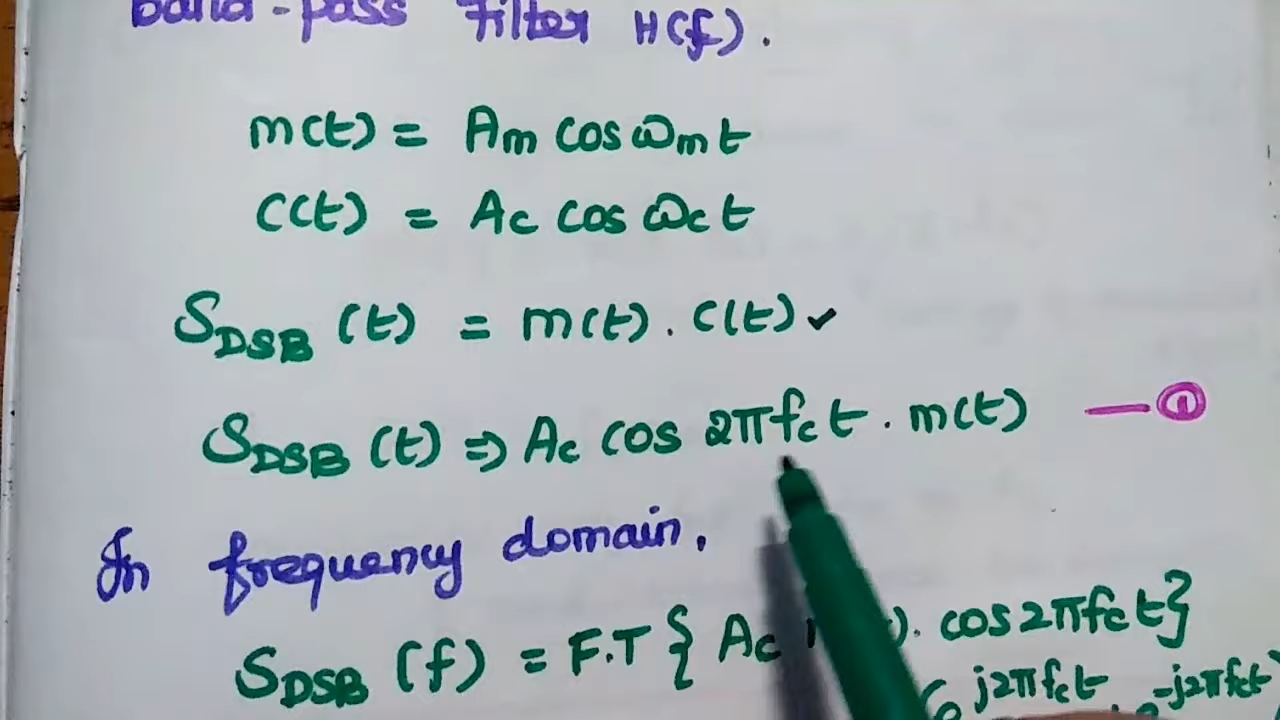 band-pass Filter H(f).
m(t) = Am cos ωm t
C(t) = Ac cos ωc t
SDSB (t) = m(t) . C(t) ✓
SDSB (t) ⇒ Ac cos 2πfct . m(t) — ①
In frequency domain,
SDSB (f) = F.T { Ac ). cos 2πfct }
e j2πfct e -j2πfct